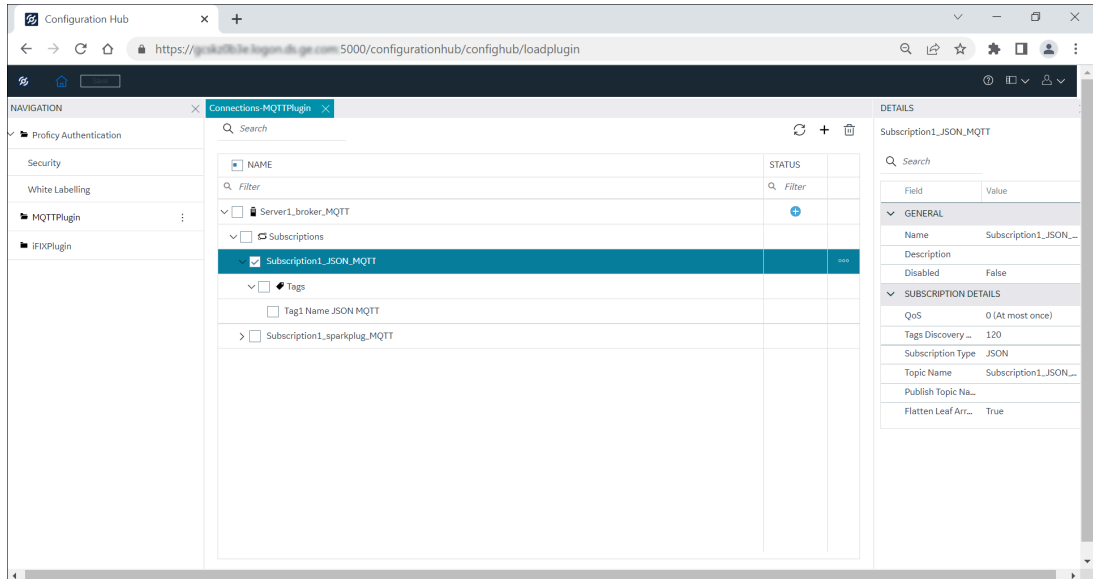 Configuration Hub
https:// 5000/configurationhub/confighub/loadplugin
NAVIGATION
Connections-MQTTPlugin
DETAILS
Proficy Authentication
Search
Subscription1_JSON_MQTT
Security
NAME
STATUS
Search
White Labelling
Filter
Filter
Field
Value
MQTTPlugin
Server1_broker_MQTT
GENERAL
iFIXPlugin
Subscriptions
Name
Subscription1_JSON_...
Subscription1_JSON_MQTT
Description
Disabled
False
Tags
SUBSCRIPTION DETAILS
Tag1 Name JSON MQTT
QoS
0 (At most once)
Subscription1_sparkplug_MQTT
Tags Discovery ...
120
Subscription Type
JSON
Topic Name
Subscription1_JSON_...
Publish Topic Na...
Flatten Leaf Arr...
True